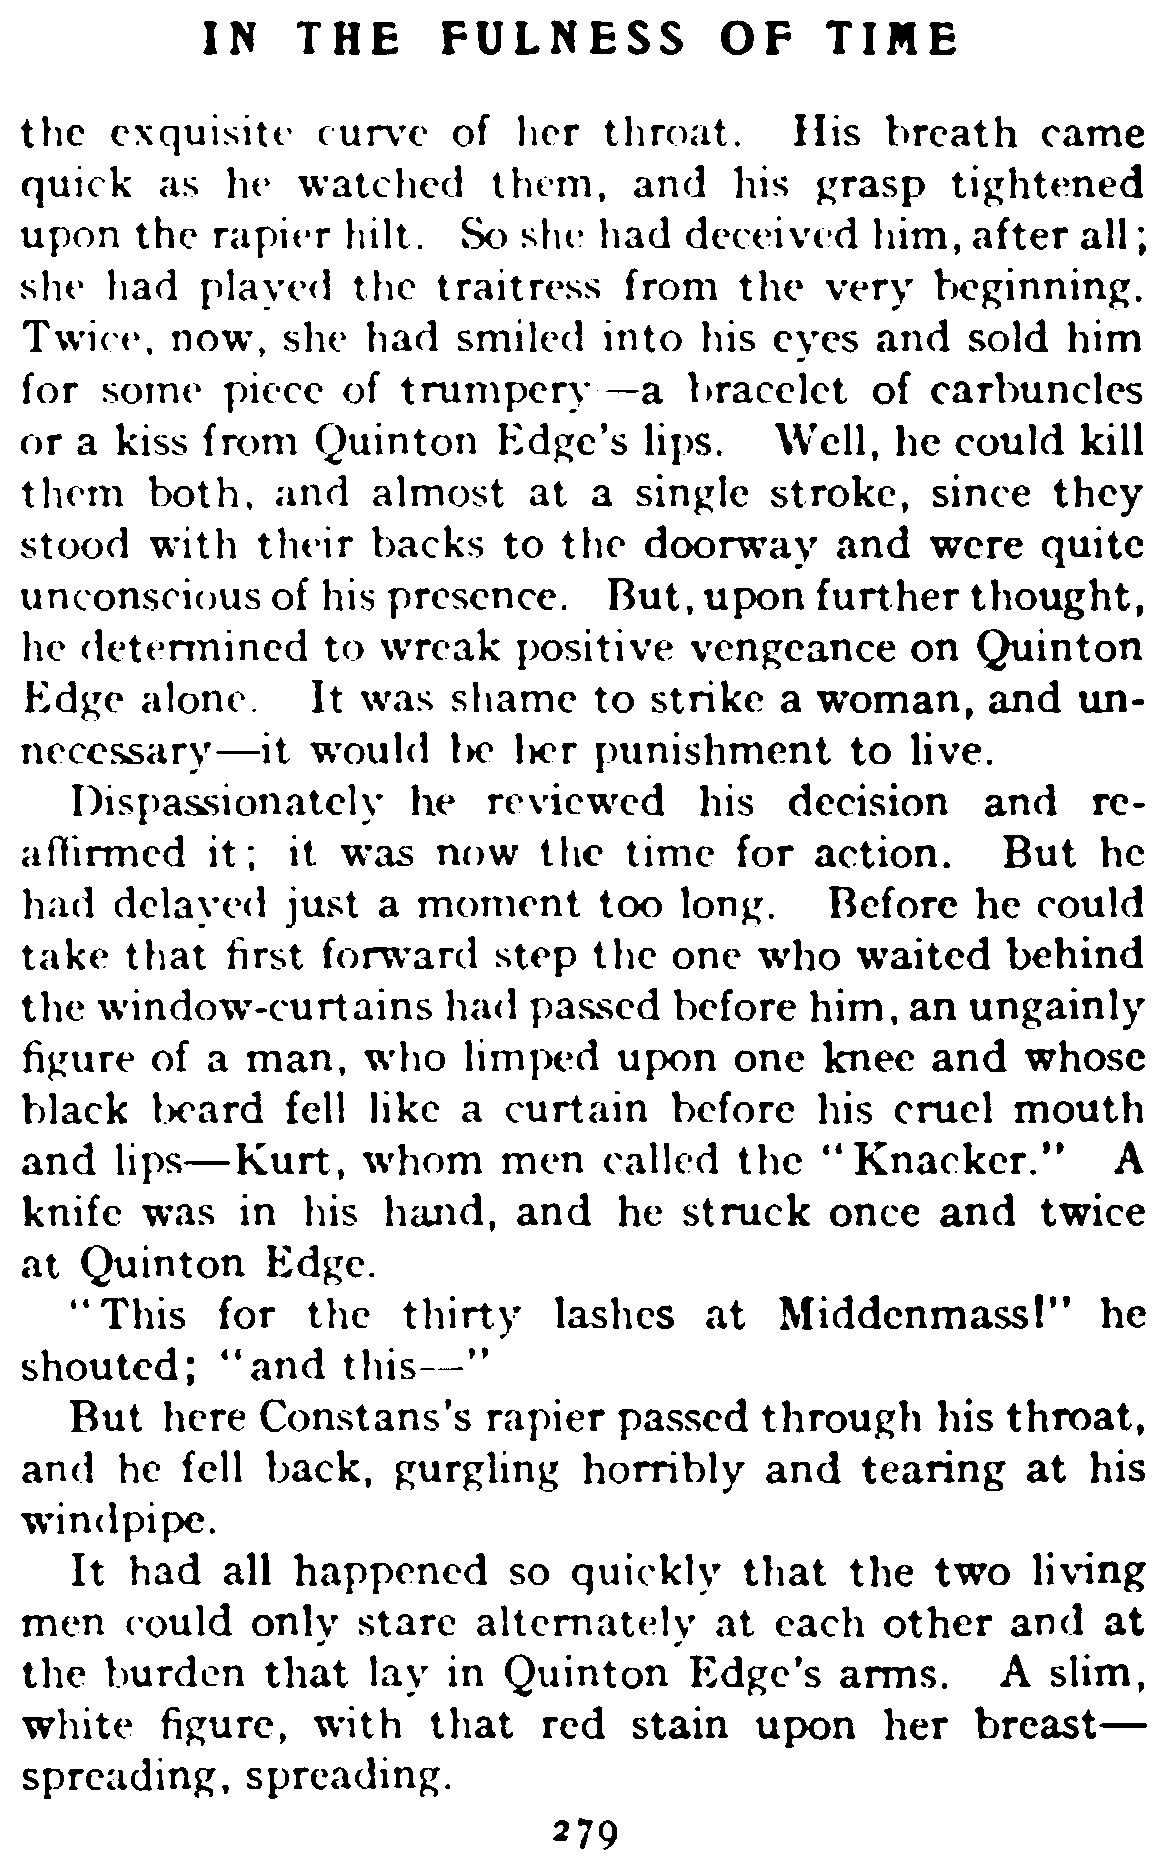 IN THE FULNESS OF TIME
the exquisite curve of her throat. His breath came
quick as he watched them, and his grasp tightened
upon the rapier hilt. So she had deceived him, after all;
she had played the traitress from the very beginning.
Twice, now, she had smiled into his eyes and sold him
for some piece of trumpery—a bracelet of carbuncles
or a kiss from Quinton Edge's lips. Well, he could kill
them both, and almost at a single stroke, since they
stood with their backs to the doorway and were quite
unconscious of his presence. But, upon further thought,
he determined to wreak positive vengeance on Quinton
Edge alone. It was shame to strike a woman, and un-
necessary—it would be her punishment to live.
Dispassionately he reviewed his decision and re-
affirmed it; it was now the time for action. But he
had delayed just a moment too long. Before he could
take that first forward step the one who waited behind
the window-curtains had passed before him, an ungainly
figure of a man, who limped upon one knee and whose
black beard fell like a curtain before his cruel mouth
and lips—Kurt, whom men called the "Knacker." A
knife was in his hand, and he struck once and twice
at Quinton Edge.
"This for the thirty lashes at Middenmass!" he
shouted; "and this—"
But here Constans's rapier passed through his throat,
and he fell back, gurgling horribly and tearing at his
windpipe.
It had all happened so quickly that the two living
men could only stare alternately at each other and at
the burden that lay in Quinton Edge's arms. A slim,
white figure, with that red stain upon her breast—
spreading, spreading.
279